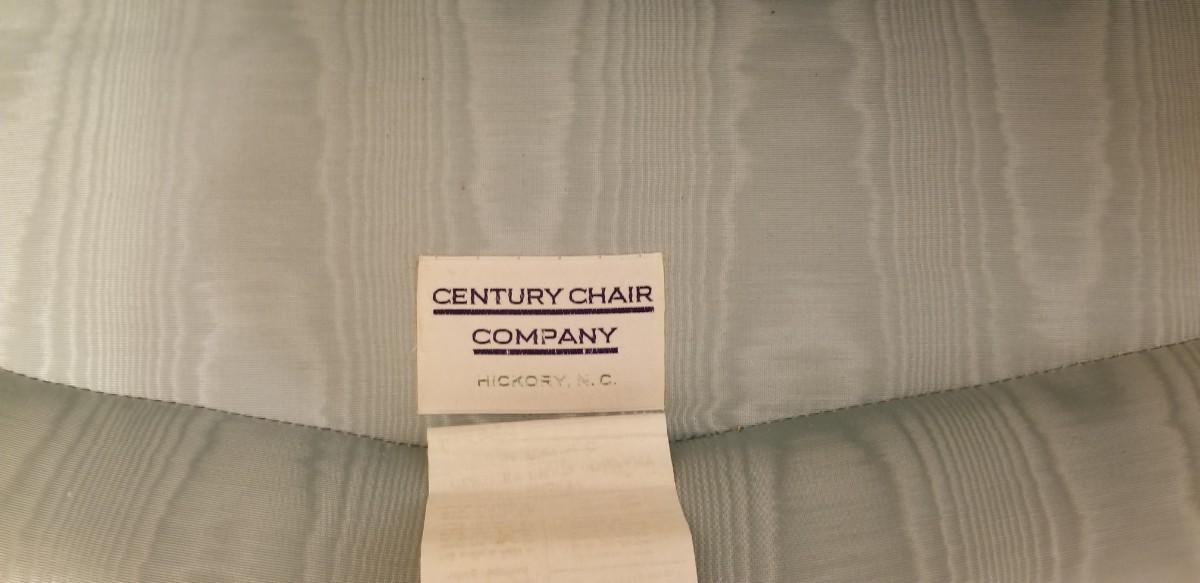 CENTURY CHAIR
COMPANY
HICKORY, N. C.